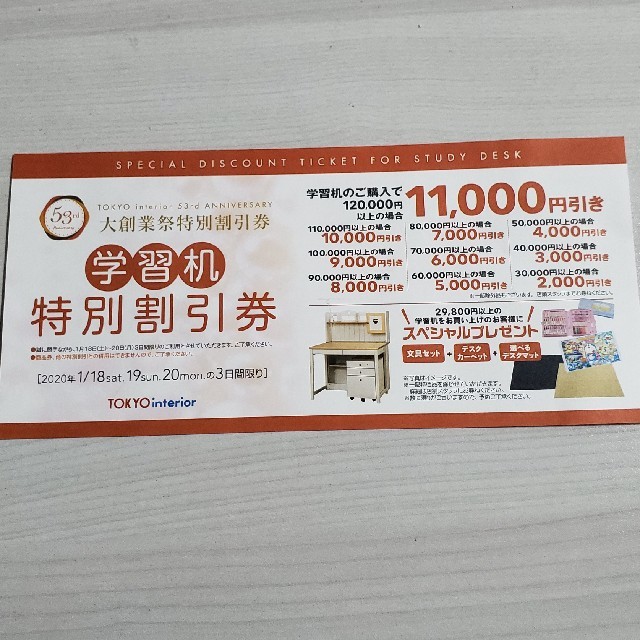 SPECIAL DISCOUNT TICKET FOR STUDY DESK
53rd
Anniversary
TOKYO interior 53rd ANNIVERSARY
大創業祭特別割引券
学習机
特別割引券
[2020年1/18sat.19sun.20mon.の3日間限り]
TOKYO interior
学習机のご購入で
120,000円
以上の場合
11,000円引き
110,000円以上の場合
10,000円引き
80,000円以上の場合
7,000円引き
50,000円以上の場合
4,000円引き
100,000円以上の場合
9,000円引き
70,000円以上の場合
6,000円引き
40,000円以上の場合
3,000円引き
90,000円以上の場合
8,000円引き
60,000円以上の場合
5,000円引き
30,000円以上の場合
2,000円引き
29,800円以上の
学習机をお買い上げのお客様に
スペシャルプレゼント
文具セット + デスクカーペット + 選べるデスクマット
※写真はイメージです。